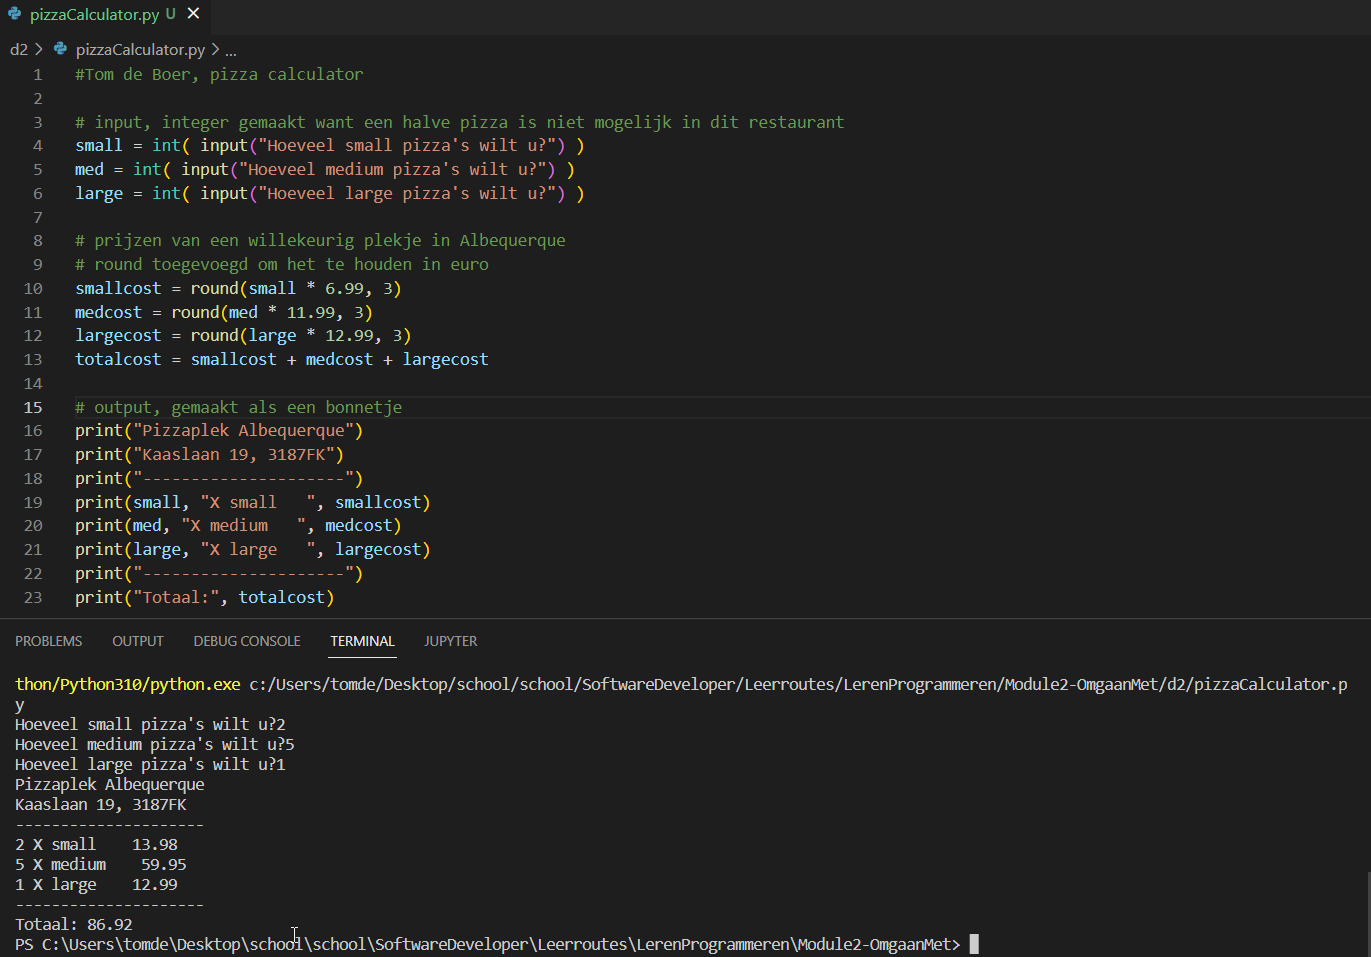 pizzaCalculator.py U ×
d2 > pizzaCalculator.py > ...
1 #Tom de Boer, pizza calculator
2
3 # input, integer gemaakt want een halve pizza is niet mogelijk in dit restaurant
4 small = int( input("Hoeveel small pizza's wilt u?") )
5 med = int( input("Hoeveel medium pizza's wilt u?") )
6 large = int( input("Hoeveel large pizza's wilt u?") )
7
8 # prijzen van een willekeurig plekje in Albequerque
9 # round toegevoegd om het te houden in euro
10 smallcost = round(small * 6.99, 3)
11 medcost = round(med * 11.99, 3)
12 largecost = round(large * 12.99, 3)
13 totalcost = smallcost + medcost + largecost
14
15 # output, gemaakt als een bonnetje
16 print("Pizzaplek Albequerque")
17 print("Kaaslaan 19, 3187FK")
18 print("---------------------")
19 print(small, "X small   ", smallcost)
20 print(med, "X medium   ", medcost)
21 print(large, "X large   ", largecost)
22 print("---------------------")
23 print("Totaal:", totalcost)
PROBLEMS OUTPUT DEBUG CONSOLE TERMINAL JUPYTER
thon/Python310/python.exe c:/Users/tomde/Desktop/school/school/SoftwareDeveloper/Leerroutes/LerenProgrammeren/Module2-OmgaanMet/d2/pizzaCalculator.p
y
Hoeveel small pizza's wilt u?2
Hoeveel medium pizza's wilt u?5
Hoeveel large pizza's wilt u?1
Pizzaplek Albequerque
Kaaslaan 19, 3187FK
---------------------
2 X small    13.98
5 X medium    59.95
1 X large    12.99
---------------------
Totaal: 86.92
PS C:\Users\tomde\Desktop\school\school\SoftwareDeveloper\Leerroutes\LerenProgrammeren\Module2-OmgaanMet>